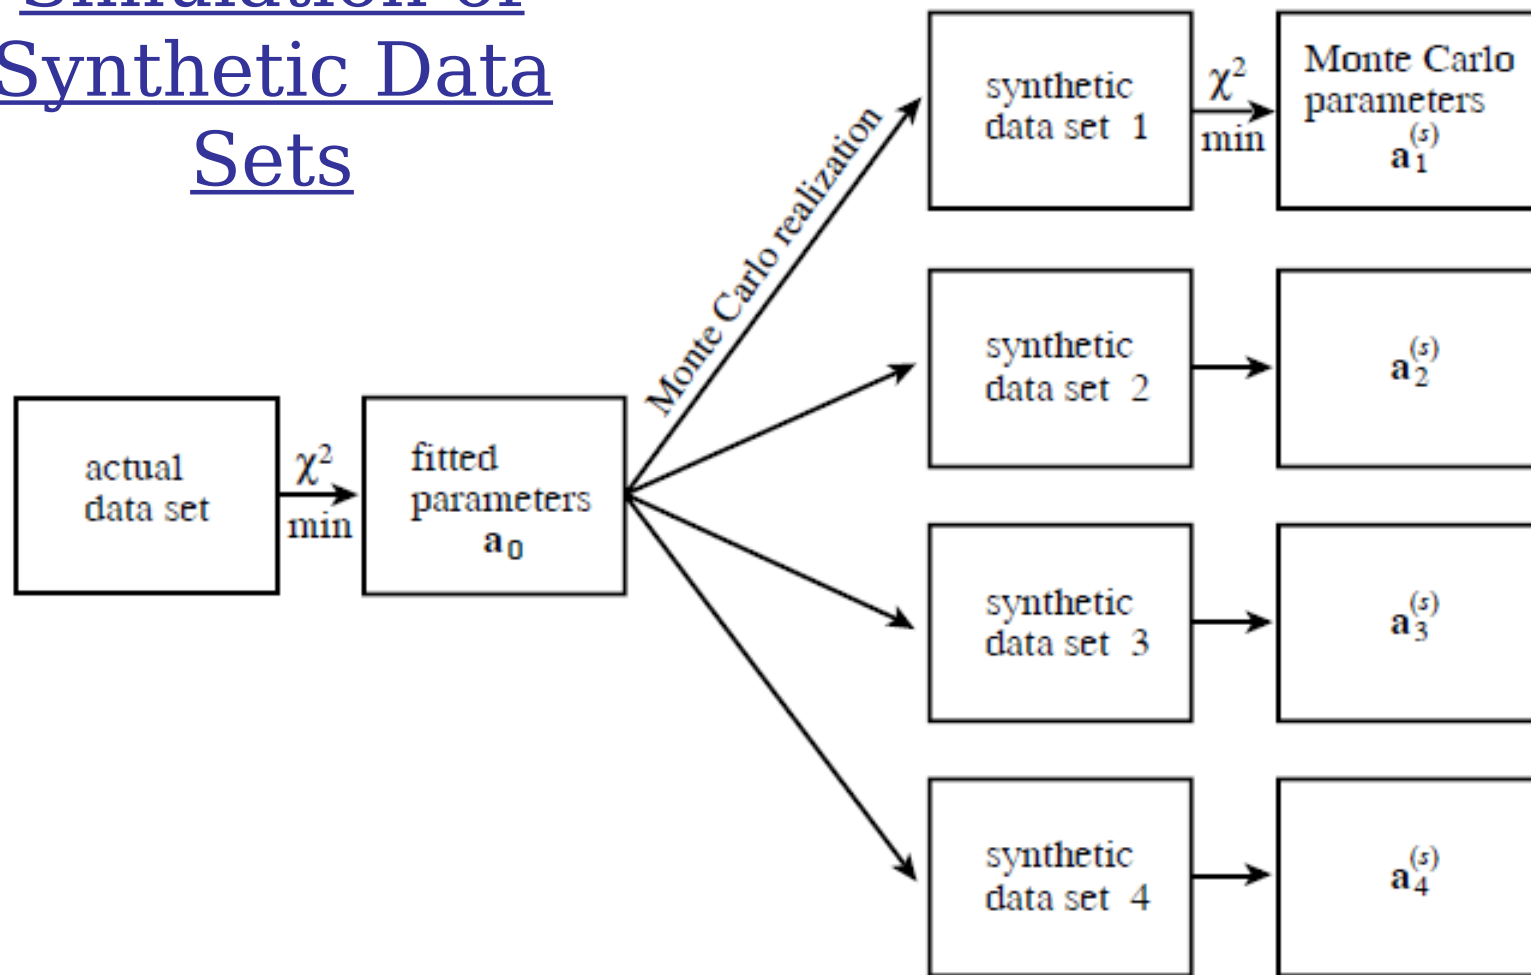 Simulation of
Synthetic Data
Sets
actual
data set
χ²
min
fitted
parameters
a₀
Monte Carlo realization
synthetic
data set 1
χ²
min
Monte Carlo
parameters
a₁⁽ˢ⁾
synthetic
data set 2
a₂⁽ˢ⁾
synthetic
data set 3
a₃⁽ˢ⁾
synthetic
data set 4
a₄⁽ˢ⁾